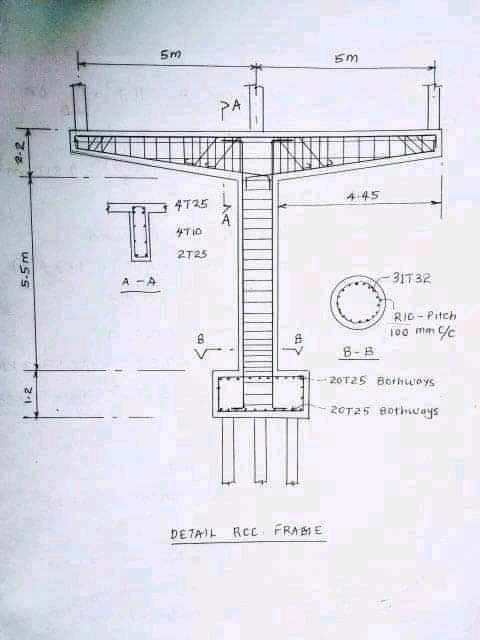 5m 5m
A
2.2
4.45
4T25
A
4T10
2T25
A - A
5.5m
31T32
R10-Pitch
100 mm C/C
B B
B - B
20T25 Bothways
1.2
20T25 Bothways
DETAIL RCC. FRAME